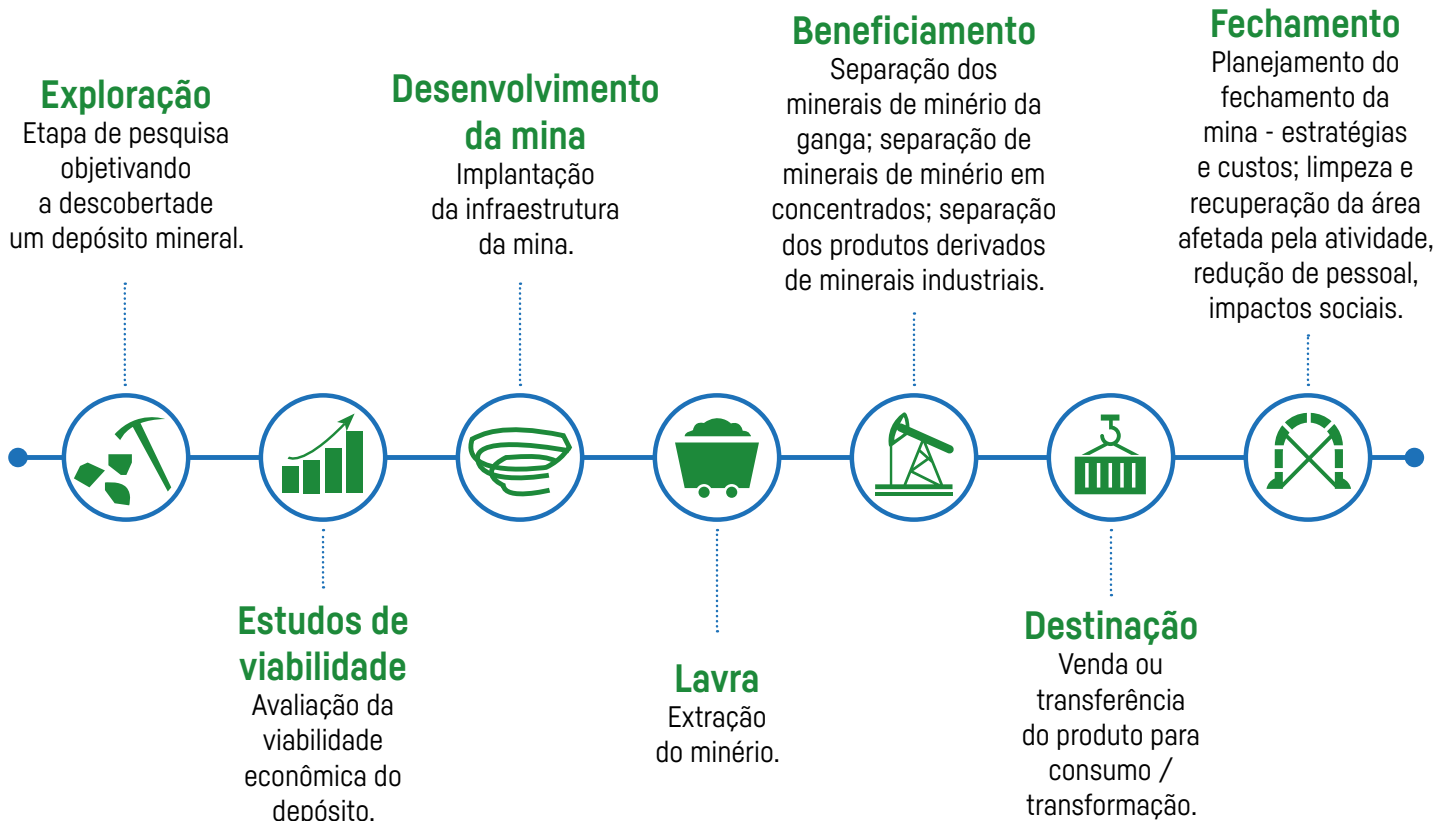 Exploração
Etapa de pesquisa
objetivando
a descobertade
um depósito mineral.
Estudos de
viabilidade
Avaliação da
viabilidade
econômica do
depósito.
Desenvolvimento
da mina
Implantação
da infraestrutura
da mina.
Lavra
Extração
do minério.
Beneficiamento
Separação dos
minerais de minério da
ganga; separação de
minerais de minério em
concentrados; separação
dos produtos derivados
de minerais industriais.
Destinação
Venda ou
transferência
do produto para
consumo /
transformação.
Fechamento
Planejamento do
fechamento da
mina - estratégias
e custos; limpeza e
recuperação da área
afetada pela atividade,
redução de pessoal,
impactos sociais.